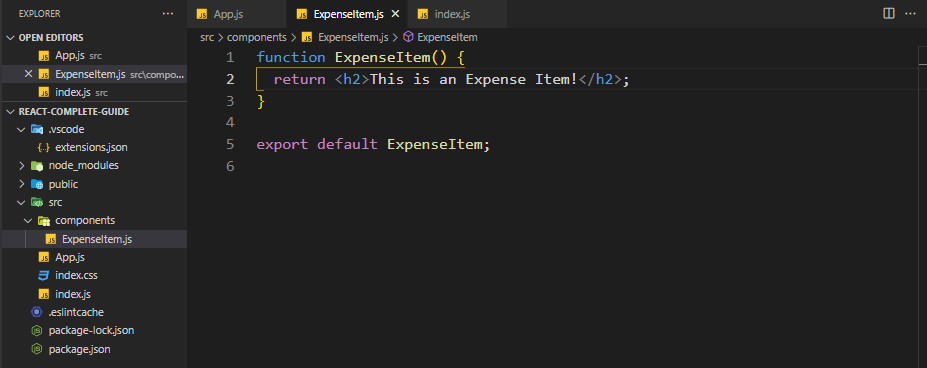 EXPLORER ···
OPEN EDITORS
JS App.js src
× JS ExpenseItem.js src\compo...
JS index.js src
REACT-COMPLETE-GUIDE
.vscode
{..} extensions.json
node_modules
public
src
components
JS ExpenseItem.js
JS App.js
index.css
JS index.js
.eslintcache
package-lock.json
package.json
JS App.js JS ExpenseItem.js × JS index.js ···
src > components > JS ExpenseItem.js > ExpenseItem
1 function ExpenseItem() {
2 return <h2>This is an Expense Item!</h2>;
3 }
4
5 export default ExpenseItem;
6